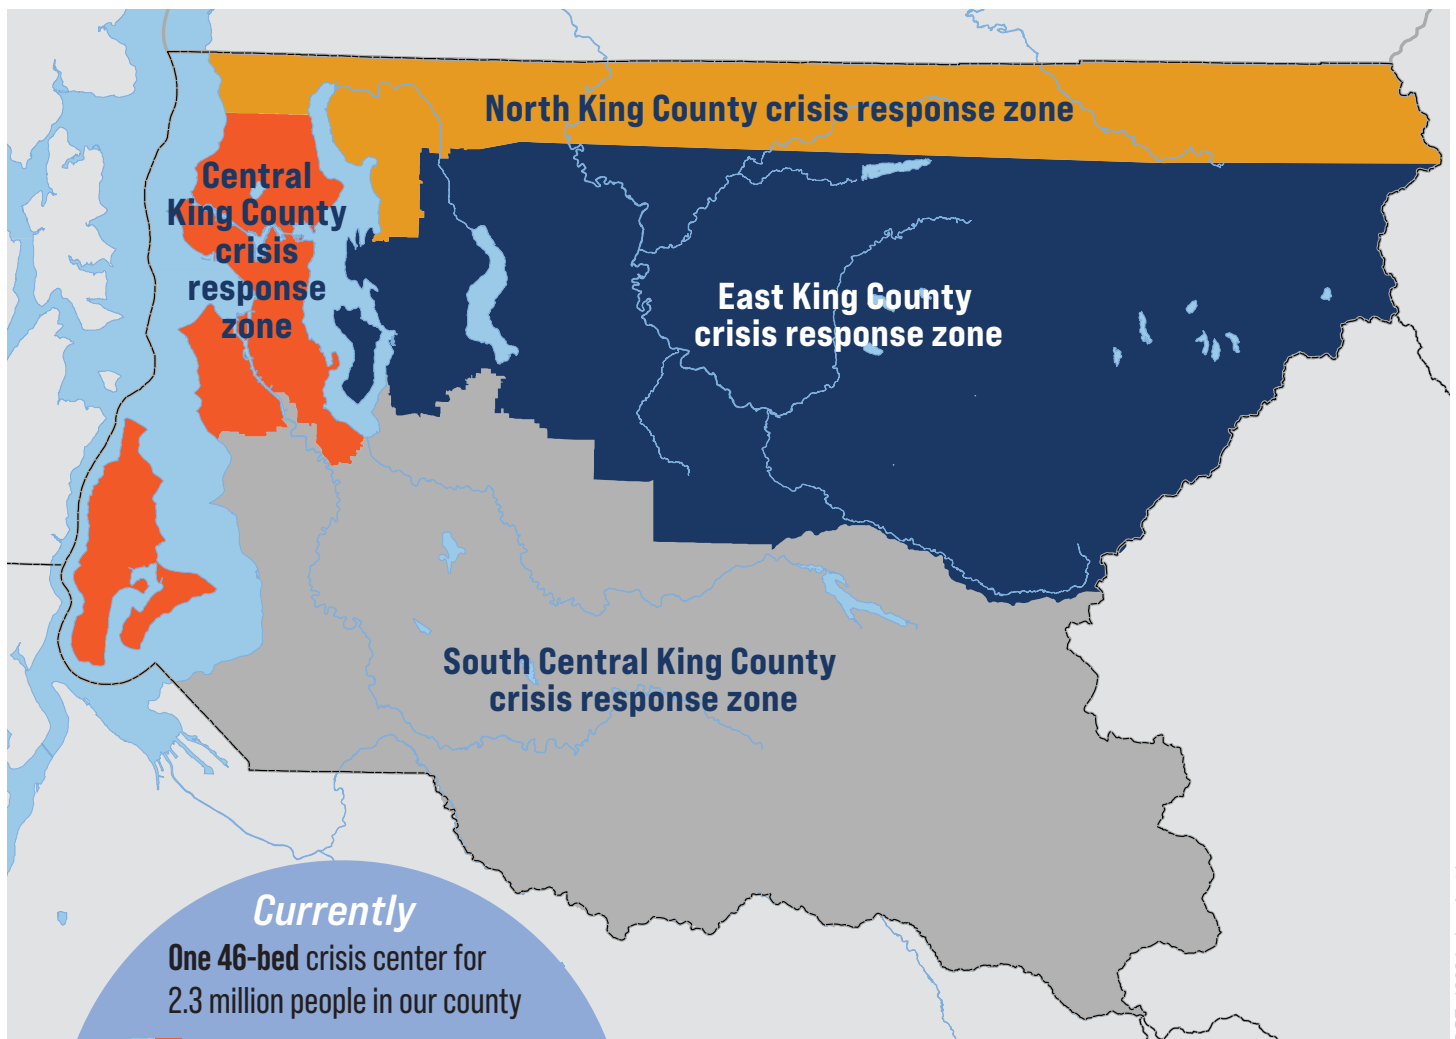 North King County crisis response zone
Central
King County
crisis
response
zone
East King County
crisis response zone
South Central King County
crisis response zone
Currently
One 46-bed crisis center for
2.3 million people in our county